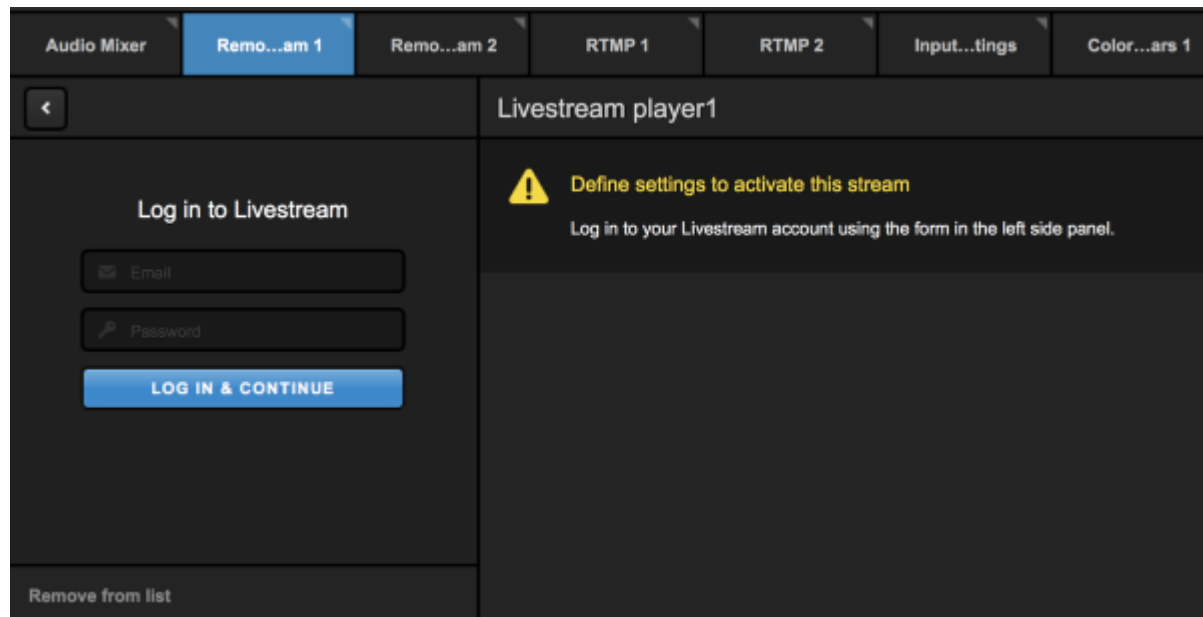 Audio Mixer
Remo...am 1
Remo...am 2
RTMP 1
RTMP 2
Input...tings
Color...ars 1
Livestream player1
Log in to Livestream
Email
Password
LOG IN & CONTINUE
Remove from list
Define settings to activate this stream
Log in to your Livestream account using the form in the left side panel.